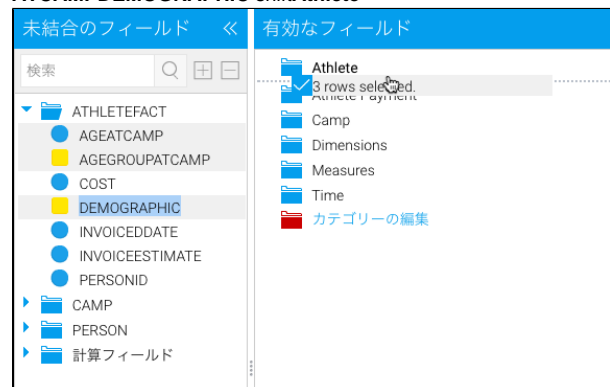 未結合のフィールド
検索
ATHLETEFACT
AGEATCAMP
AGEGROUPATCAMP
COST
DEMOGRAPHIC
INVOICEDDATE
INVOICEESTIMATE
PERSONID
CAMP
PERSON
計算フィールド
有効なフィールド
Athlete
3 rows selected.
Athlete Payment
Camp
Dimensions
Measures
Time
カテゴリーの編集